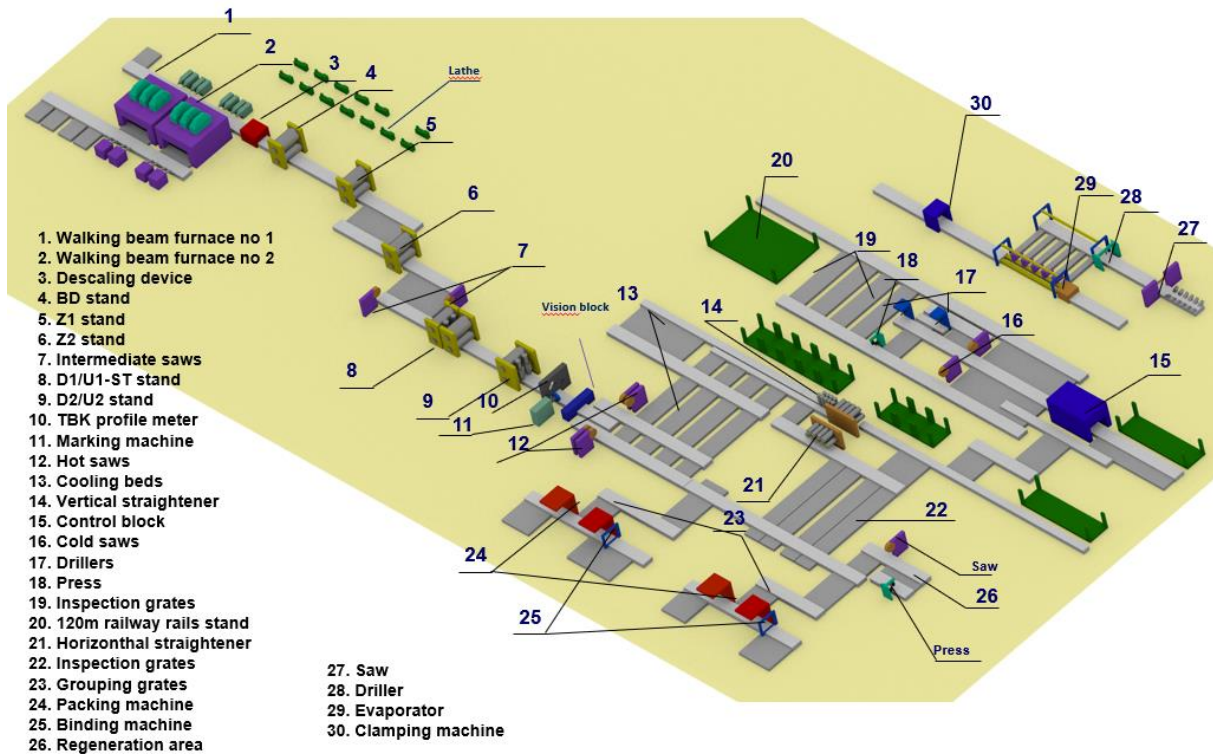 1
2
3
Lathe
4
5
6
7
Vision block
8
9
10
11
12
13
14
15
16
17
18
19
20
21
22
23
24
25
26
27
28
29
30
Saw
Press
1. Walking beam furnace no 1
2. Walking beam furnace no 2
3. Descaling device
4. BD stand
5. Z1 stand
6. Z2 stand
7. Intermediate saws
8. D1/U1-ST stand
9. D2/U2 stand
10. TBK profile meter
11. Marking machine
12. Hot saws
13. Cooling beds
14. Vertical straightener
15. Control block
16. Cold saws
17. Drillers
18. Press
19. Inspection grates
20. 120m railway rails stand
21. Horizonthal straightener
22. Inspection grates
23. Grouping grates
24. Packing machine
25. Binding machine
26. Regeneration area
27. Saw
28. Driller
29. Evaporator
30. Clamping machine